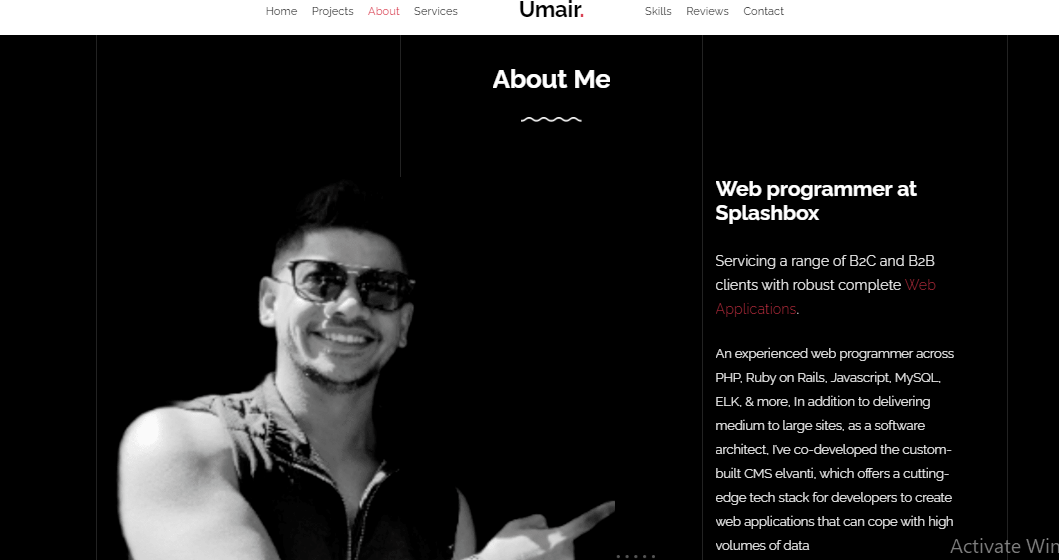 Home Projects About Services Umair. Skills Reviews Contact
About Me
Web programmer at
Splashbox
Servicing a range of B2C and B2B
clients with robust complete Web
Applications.
An experienced web programmer across
PHP, Ruby on Rails, Javascript, MySQL,
ELK, & more, In addition to delivering
medium to large sites, as a software
architect, I've co-developed the custom-
built CMS elvanti, which offers a cutting-
edge tech stack for developers to create
web applications that can cope with high
volumes of data
Activate Win